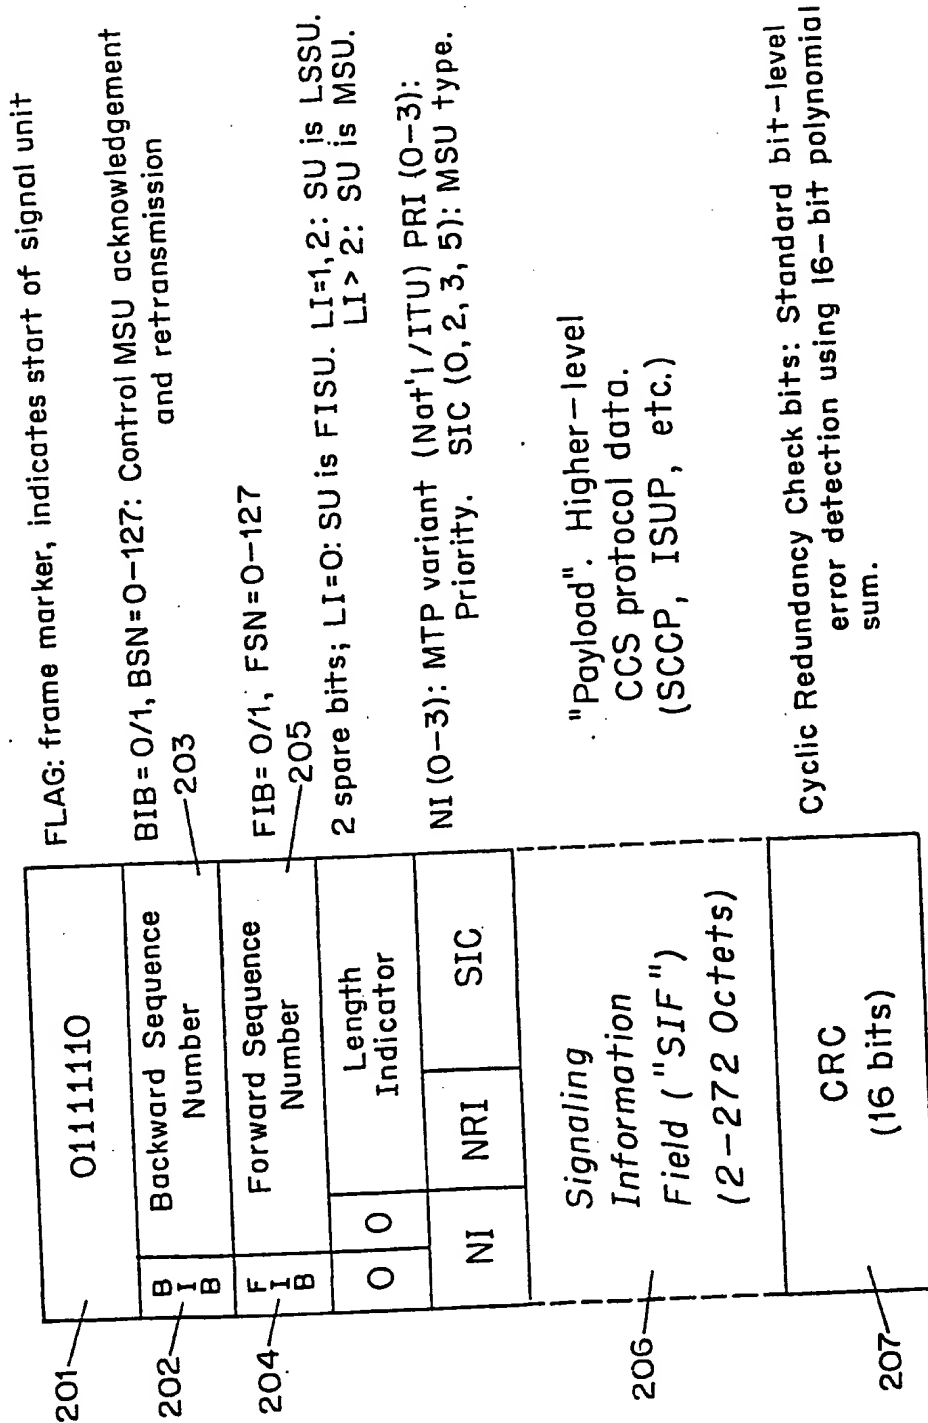 201
01111110
FLAG: frame marker, indicates start of signal unit
202
B
I
B
Backward Sequence
Number
203
BIB = 0/1, BSN = 0-127: Control MSU acknowledgement
and retransmission
204
F
I
B
Forward Sequence
Number
205
FIB = 0/1, FSN = 0-127
0
0
Length
Indicator
2 spare bits; LI=0: SU is FISU. LI=1,2: SU is LSSU.
LI> 2: SU is MSU.
NI
NRI
SIC
NI (0-3): MTP variant (Nat'l/ITU) PRI (0-3):
Priority. SIC (0, 2, 3, 5): MSU type.
206
Signaling
Information
Field ("SIF")
(2-272 Octets)
"Payload". Higher-level
CCS protocol data.
(SCCP, ISUP, etc.)
207
CRC
(16 bits)
Cyclic Redundancy Check bits: Standard bit-level
error detection using 16-bit polynomial
sum.